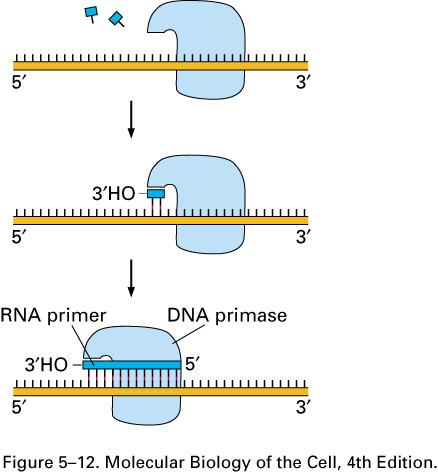 5′ 3′
3′HO
5′ 3′
RNA primer DNA primase
3′HO 5′
5′ 3′
Figure 5–12. Molecular Biology of the Cell, 4th Edition.